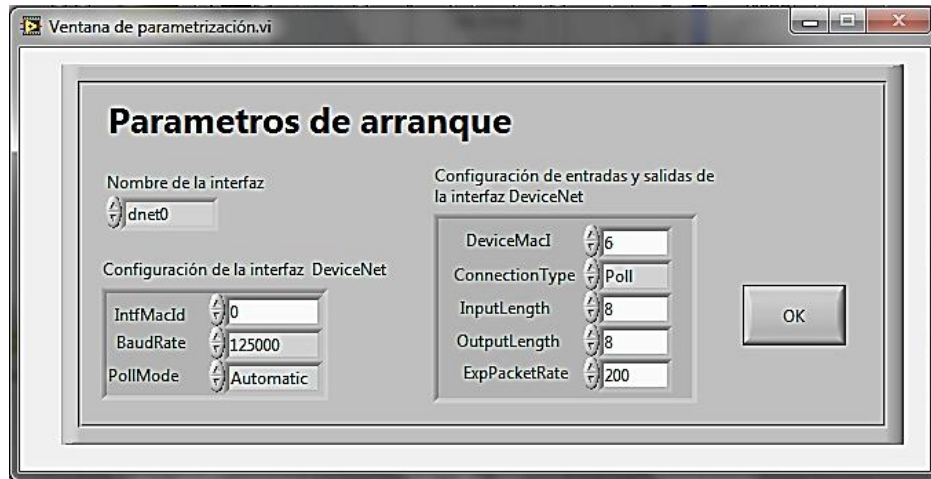 Ventana de parametrización.vi
Parametros de arranque
Nombre de la interfaz
dnet0
Configuración de la interfaz DeviceNet
IntfMacId 0
BaudRate 125000
PollMode Automatic
Configuración de entradas y salidas de
la interfaz DeviceNet
DeviceMacI 6
ConnectionType Poll
InputLength 8
OutputLength 8
ExpPacketRate 200
OK